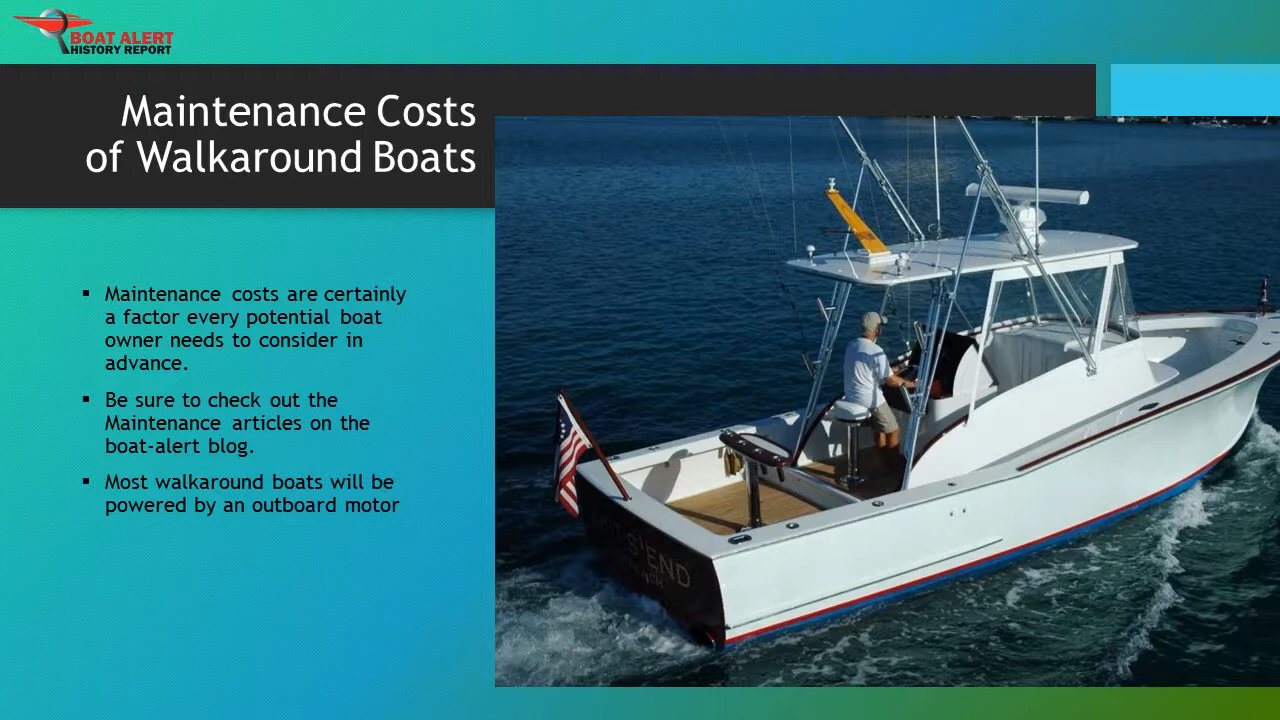 BOAT ALERT
HISTORY REPORT
Maintenance Costs
of Walkaround Boats
▪ Maintenance costs are certainly
a factor every potential boat
owner needs to consider in
advance.
▪ Be sure to check out the
Maintenance articles on the
boat-alert blog.
▪ Most walkaround boats will be
powered by an outboard motor
END